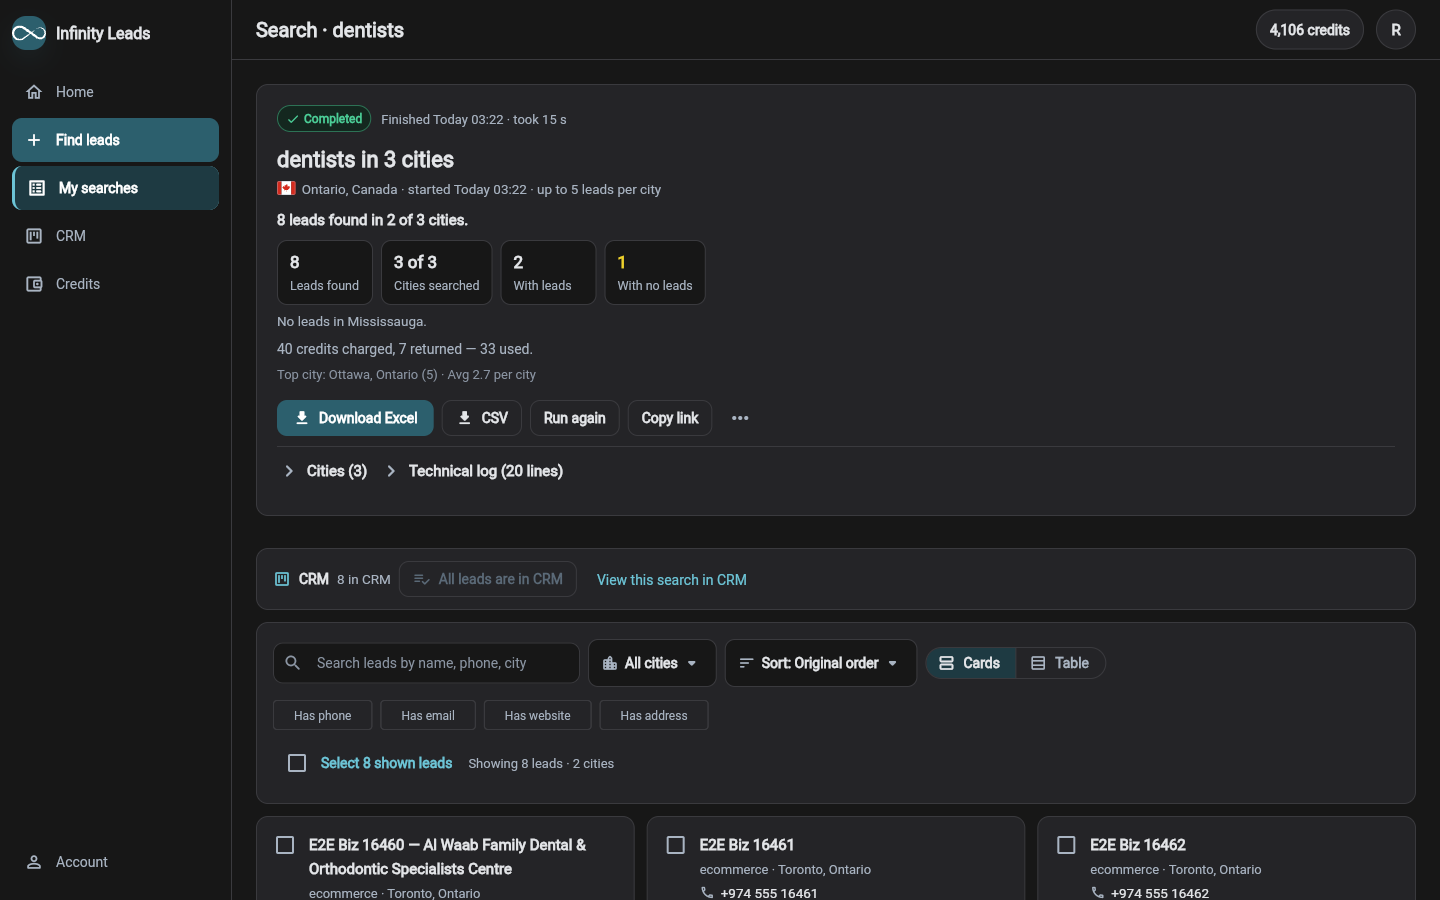 Infinity Leads
Search · dentists
4,106 credits
R
Home
Find leads
My searches
CRM
Credits
Account
Completed
Finished Today 03:22 · took 15 s
dentists in 3 cities
Ontario, Canada · started Today 03:22 · up to 5 leads per city
8 leads found in 2 of 3 cities.
8
Leads found
3 of 3
Cities searched
2
With leads
1
With no leads
No leads in Mississauga.
40 credits charged, 7 returned — 33 used.
Top city: Ottawa, Ontario (5) · Avg 2.7 per city
Download Excel
CSV
Run again
Copy link
Cities (3)
Technical log (20 lines)
CRM
8 in CRM
All leads are in CRM
View this search in CRM
Search leads by name, phone, city
All cities
Sort: Original order
Cards
Table
Has phone
Has email
Has website
Has address
Select 8 shown leads
Showing 8 leads · 2 cities
E2E Biz 16460 — Al Waab Family Dental &
Orthodontic Specialists Centre
ecommerce · Toronto, Ontario
E2E Biz 16461
ecommerce · Toronto, Ontario
+974 555 16461
E2E Biz 16462
ecommerce · Toronto, Ontario
+974 555 16462